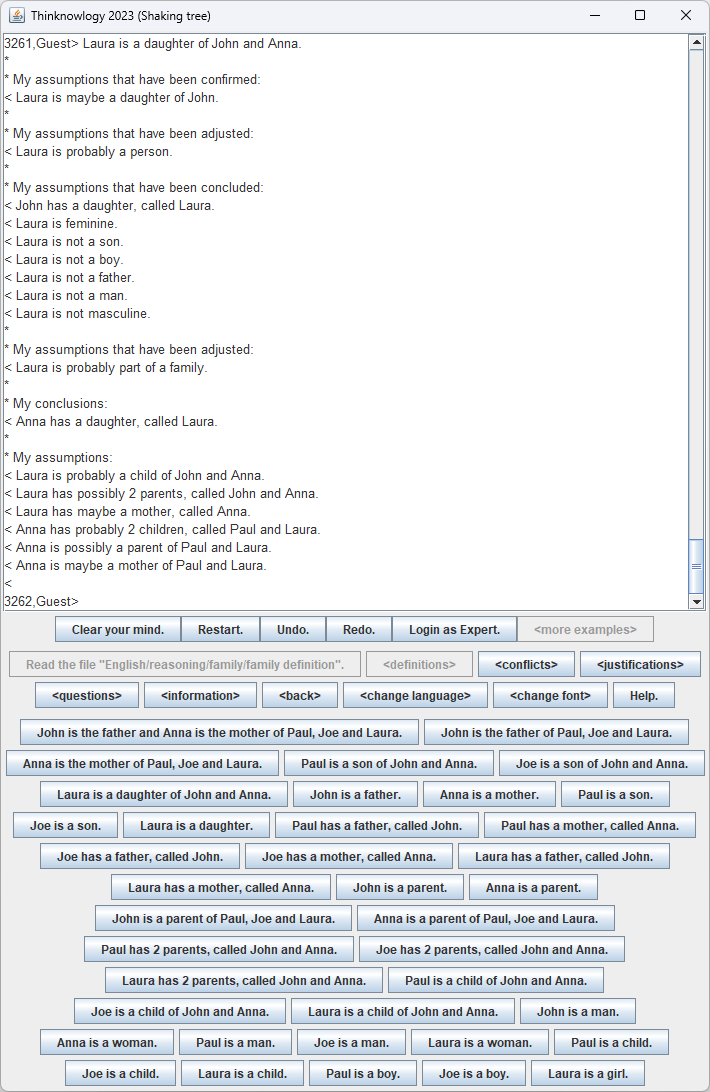 Thinknowlogy 2023 (Shaking tree)
3261,Guest> Laura is a daughter of John and Anna.
*
* My assumptions that have been confirmed:
< Laura is maybe a daughter of John.
*
* My assumptions that have been adjusted:
< Laura is probably a person.
*
* My assumptions that have been concluded:
< John has a daughter, called Laura.
< Laura is feminine.
< Laura is not a son.
< Laura is not a boy.
< Laura is not a father.
< Laura is not a man.
< Laura is not masculine.
*
* My assumptions that have been adjusted:
< Laura is probably part of a family.
*
* My conclusions:
< Anna has a daughter, called Laura.
*
* My assumptions:
< Laura is probably a child of John and Anna.
< Laura has possibly 2 parents, called John and Anna.
< Laura has maybe a mother, called Anna.
< Anna has probably 2 children, called Paul and Laura.
< Anna is possibly a parent of Paul and Laura.
< Anna is maybe a mother of Paul and Laura.
<
3262,Guest>
Clear your mind. Restart. Undo. Redo. Login as Expert. <more examples>
Read the file "English/reasoning/family/family definition". <definitions> <conflicts> <justifications>
<questions> <information> <back> <change language> <change font> Help.
John is the father and Anna is the mother of Paul, Joe and Laura. John is the father of Paul, Joe and Laura.
Anna is the mother of Paul, Joe and Laura. Paul is a son of John and Anna. Joe is a son of John and Anna.
Laura is a daughter of John and Anna. John is a father. Anna is a mother. Paul is a son.
Joe is a son. Laura is a daughter. Paul has a father, called John. Paul has a mother, called Anna.
Joe has a father, called John. Joe has a mother, called Anna. Laura has a father, called John.
Laura has a mother, called Anna. John is a parent. Anna is a parent.
John is a parent of Paul, Joe and Laura. Anna is a parent of Paul, Joe and Laura.
Paul has 2 parents, called John and Anna. Joe has 2 parents, called John and Anna.
Laura has 2 parents, called John and Anna. Paul is a child of John and Anna.
Joe is a child of John and Anna. Laura is a child of John and Anna. John is a man.
Anna is a woman. Paul is a man. Joe is a man. Laura is a woman. Paul is a child.
Joe is a child. Laura is a child. Paul is a boy. Joe is a boy. Laura is a girl.